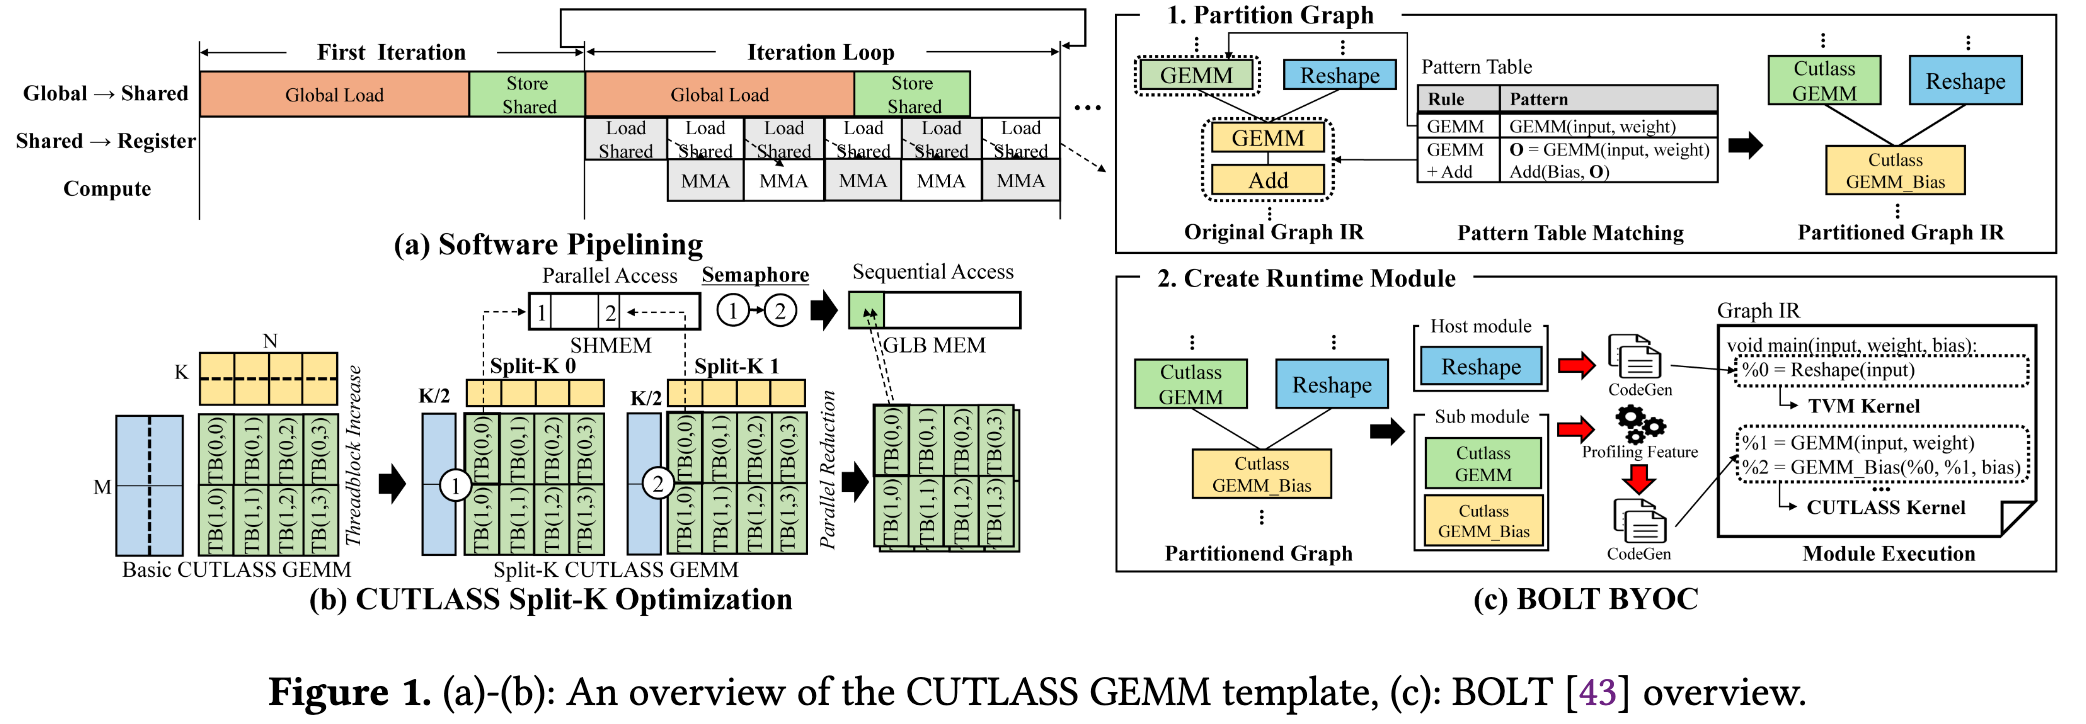 First Iteration
Iteration Loop
Global → Shared
Global Load
Store
Shared
Global Load
Store
Shared
...
Shared → Register
Load
Shared
Load
Shared
Load
Shared
Load
Shared
Load
Shared
Load
Shared
Compute
MMA
MMA
MMA
MMA
MMA
(a) Software Pipelining
Parallel Access
Semaphore
Sequential Access
1
2
1
2
SHMEM
GLB MEM
N
K
M
Threadblock Increase
TB(0,0)
TB(0,1)
TB(0,2)
TB(0,3)
TB(1,0)
TB(1,1)
TB(1,2)
TB(1,3)
Basic CUTLASS GEMM
Split-K 0
K/2
1
TB(0,0)
TB(0,1)
TB(0,2)
TB(0,3)
TB(1,0)
TB(1,1)
TB(1,2)
TB(1,3)
Split-K 1
K/2
2
TB(0,0)
TB(0,1)
TB(0,2)
TB(0,3)
TB(1,0)
TB(1,1)
TB(1,2)
TB(1,3)
Split-K CUTLASS GEMM
Parallel Reduction
TB(0,0)
TB(0,1)
TB(0,2)
TB(0,3)
TB(1,0)
TB(1,1)
TB(1,2)
TB(1,3)
(b) CUTLASS Split-K Optimization
1. Partition Graph
GEMM
Reshape
GEMM
Add
Original Graph IR
Pattern Table
Rule Pattern
GEMM GEMM(input, weight)
GEMM O = GEMM(input, weight)
+ Add Add(Bias, O)
Pattern Table Matching
Cutlass
GEMM
Reshape
Cutlass
GEMM_Bias
Partitioned Graph IR
2. Create Runtime Module
Cutlass
GEMM
Reshape
Cutlass
GEMM_Bias
Partitionend Graph
Host module
Reshape
Sub module
Cutlass
GEMM
Cutlass
GEMM_Bias
CodeGen
Profiling Feature
CodeGen
Graph IR
void main(input, weight, bias):
%0 = Reshape(input)
TVM Kernel
%1 = GEMM(input, weight)
%2 = GEMM_Bias(%0, %1, bias)
...
CUTLASS Kernel
Module Execution
(c) BOLT BYOC
Figure 1. (a)-(b): An overview of the CUTLASS GEMM template, (c): BOLT [43] overview.